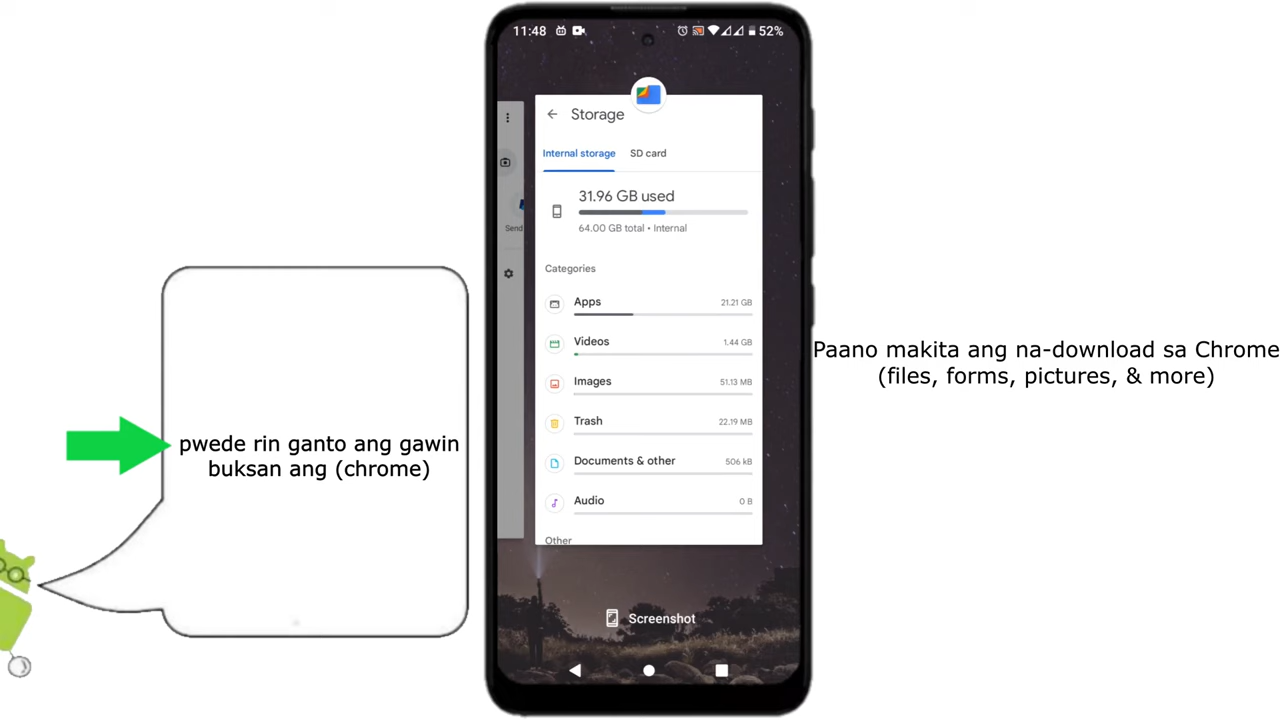 11:48
52%
Storage
Internal storage
SD card
31.96 GB used
64.00 GB total • Internal
Categories
Apps
21.21 GB
Videos
1.44 GB
Images
51.13 MB
Trash
22.19 MB
Documents & other
506 kB
Audio
0 B
Other
Send
Screenshot
pwede rin ganto ang gawin
buksan ang (chrome)
Paano makita ang na-download sa Chrome
(files, forms, pictures, & more)